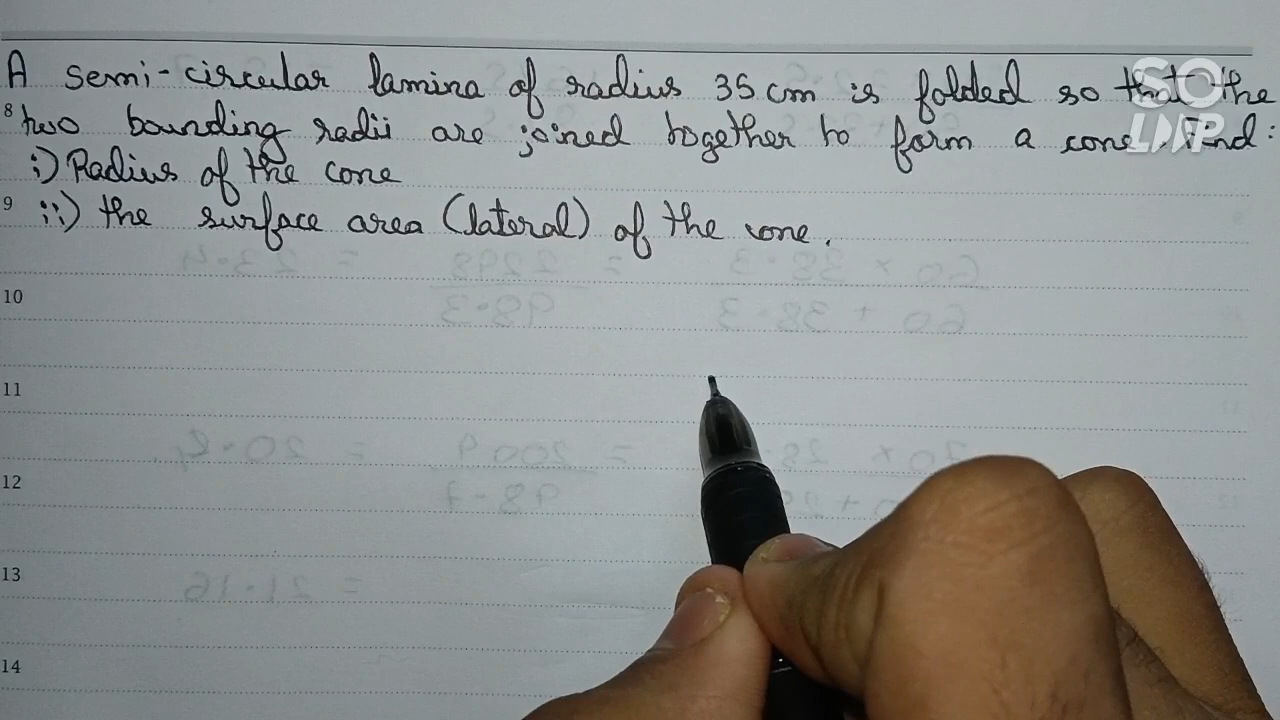 A semi-circular lamina of radius 35 cm is folded so that the
8 two bounding radii are joined together to form a cone. Find:
i) Radius of the cone
9 ii) the surface area (lateral) of the cone.
10
11
12
13
14
SO